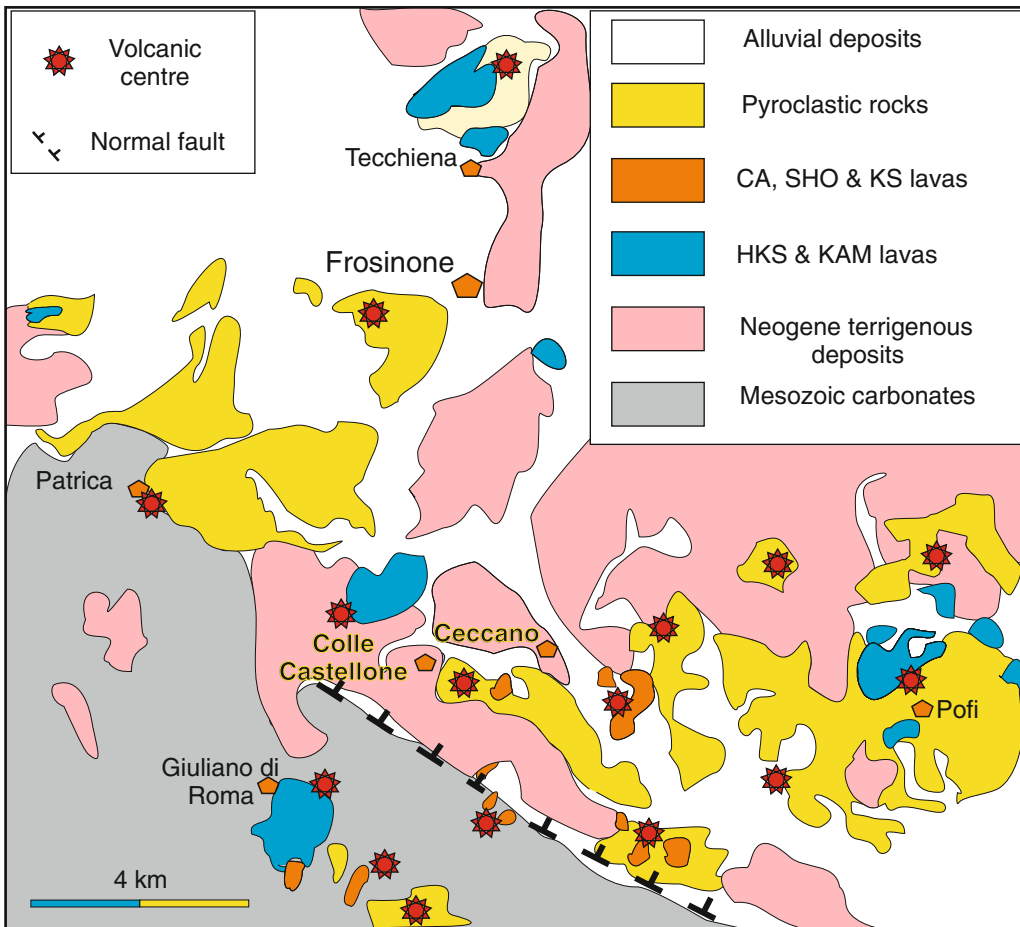 Volcanic
centre
Normal fault
Alluvial deposits
Pyroclastic rocks
CA, SHO & KS lavas
HKS & KAM lavas
Neogene terrigenous
deposits
Mesozoic carbonates
Tecchiena
Frosinone
Patrica
Colle
Castellone
Ceccano
Pofi
Giuliano di
Roma
4 km